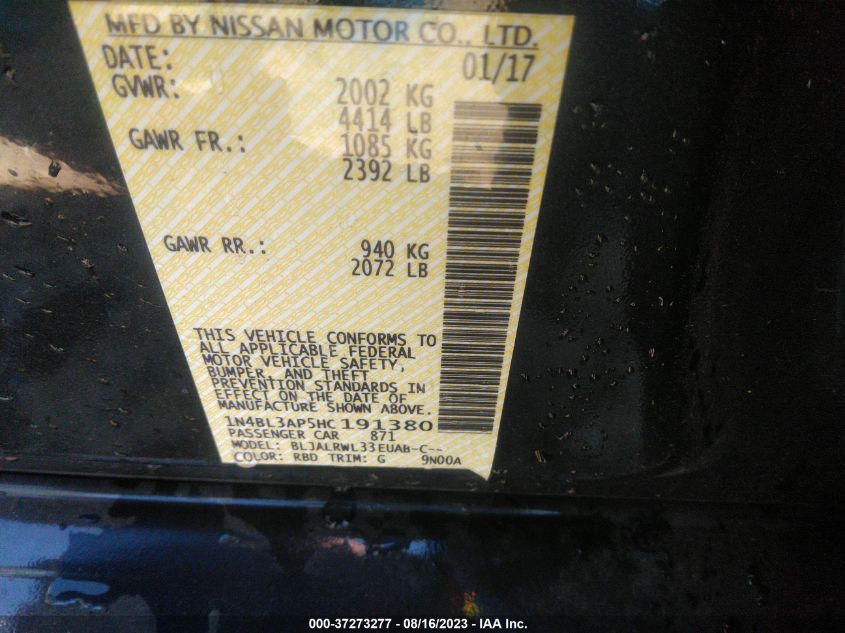 MFD BY NISSAN MOTOR CO., LTD.
DATE: 01/17
GVWR: 2002 KG
4414 LB
GAWR FR.: 1085 KG
2392 LB
GAWR RR.: 940 KG
2072 LB
THIS VEHICLE CONFORMS TO
ALL APPLICABLE FEDERAL
MOTOR VEHICLE SAFETY,
BUMPER, AND THEFT
PREVENTION STANDARDS IN
EFFECT ON THE DATE OF
MANUFACTURE SHOWN ABOVE.
1N4BL3AP5HC191380
PASSENGER CAR 871
MODEL: BLJALRWL33EUAB-C--
COLOR: RBD TRIM: G 9N00A
000-37273277 - 08/16/2023 - IAA Inc.